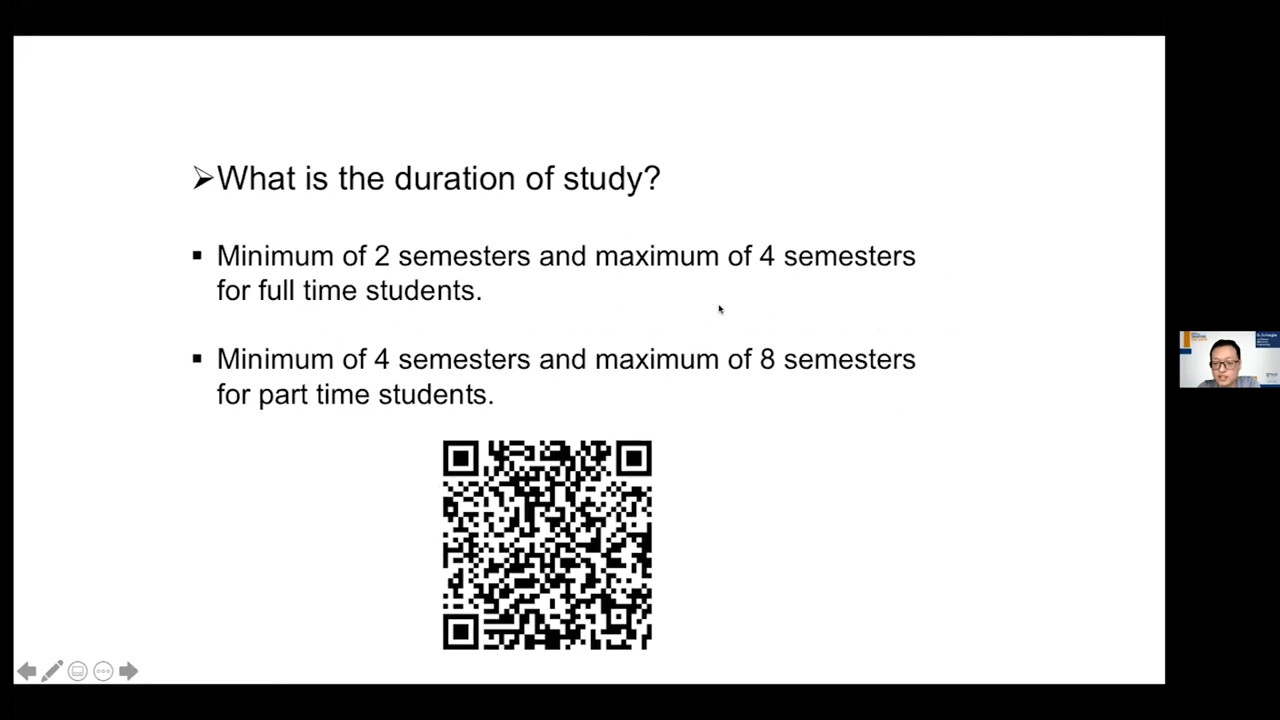 ➢What is the duration of study?
▪ Minimum of 2 semesters and maximum of 4 semesters
for full time students.
▪ Minimum of 4 semesters and maximum of 8 semesters
for part time students.